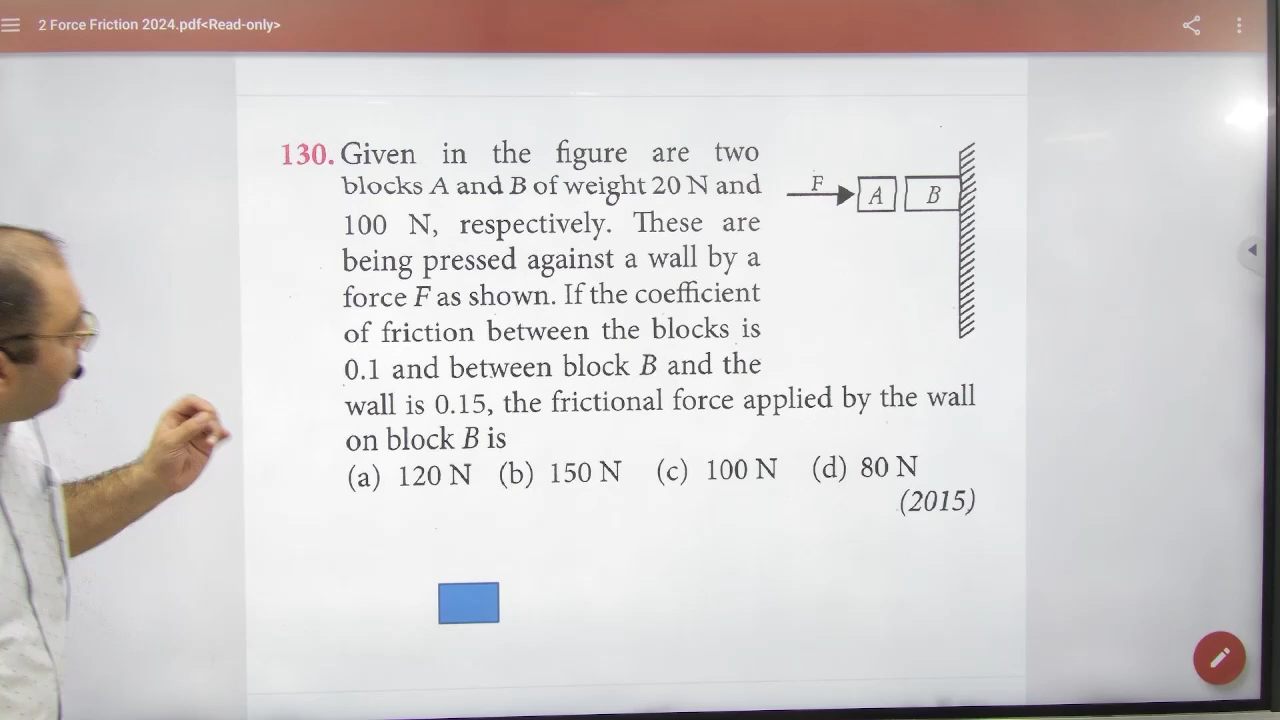 2 Force Friction 2024.pdf<Read-only>
130. Given in the figure are two
blocks A and B of weight 20 N and
100 N, respectively. These are
being pressed against a wall by a
force F as shown. If the coefficient
of friction between the blocks is
0.1 and between block B and the
wall is 0.15, the frictional force applied by the wall
on block B is
(a) 120 N (b) 150 N (c) 100 N (d) 80 N
(2015)
F A B